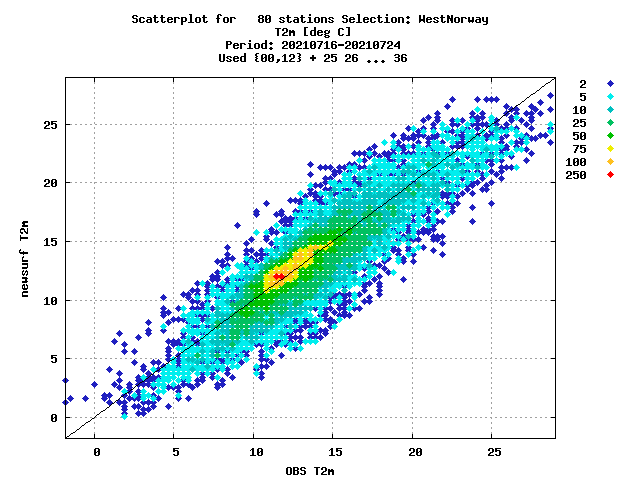 Scatterplot for   80 stations Selection: WestNorway
T2m [deg C]
Period: 20210716-20210724
Used {00,12} + 25 26 ... 36
2
5
10
25
50
75
100
250
25
20
15
10
5
0
newsurf T2m
0 5 10 15 20 25
OBS T2m